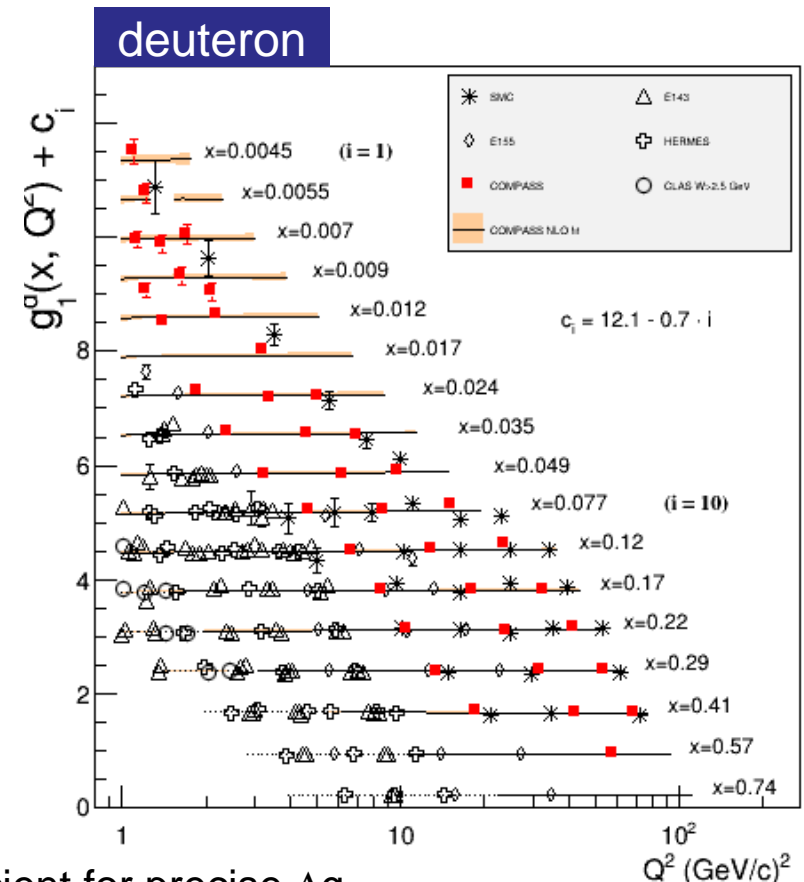 deuteron
g₁ᵈ(x, Q²) + cᵢ
SMC
E143
E155
HERMES
COMPASS
CLAS W>2.5 GeV
COMPASS NLO fit
x=0.0045 (i = 1)
x=0.0055
x=0.007
x=0.009
x=0.012
cᵢ = 12.1 - 0.7 · i
x=0.017
x=0.024
x=0.035
x=0.049
x=0.077 (i = 10)
x=0.12
x=0.17
x=0.22
x=0.29
x=0.41
x=0.57
x=0.74
8
6
4
2
0
1
10
10²
Q² (GeV/c)²